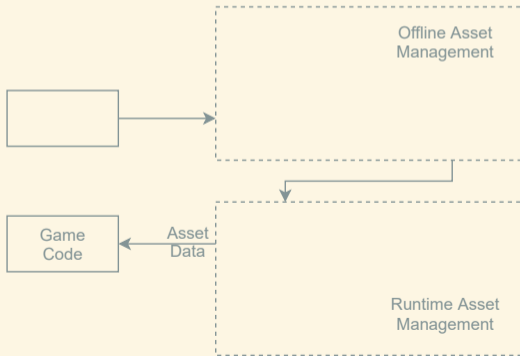 Offline Asset
Management
Game
Code
Asset
Data
Runtime Asset
Management